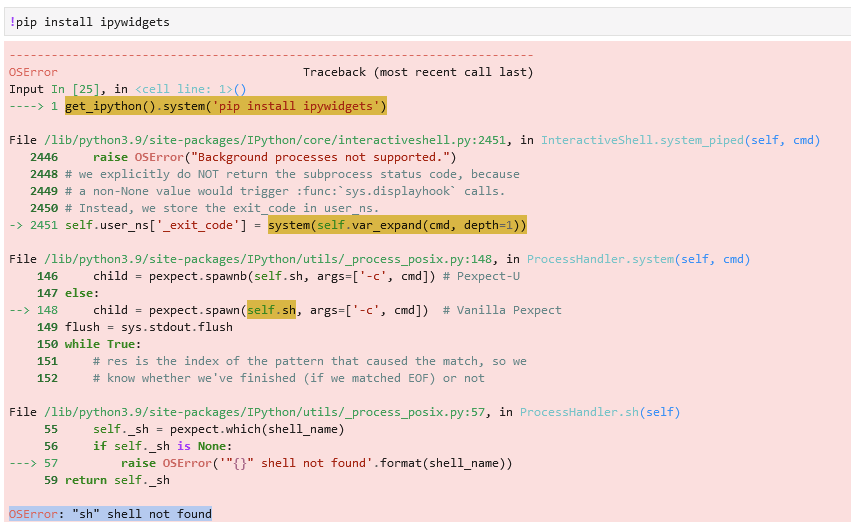 !pip install ipywidgets
---------------------------------------------------------------------------
OSError                                   Traceback (most recent call last)
Input In [25], in <cell line: 1>()
----> 1 get_ipython().system('pip install ipywidgets')
File /lib/python3.9/site-packages/IPython/core/interactiveshell.py:2451, in InteractiveShell.system_piped(self, cmd)
   2446     raise OSError("Background processes not supported.")
   2448 # we explicitly do NOT return the subprocess status code, because
   2449 # a non-None value would trigger :func:`sys.displayhook` calls.
   2450 # Instead, we store the exit_code in user_ns.
-> 2451 self.user_ns['_exit_code'] = system(self.var_expand(cmd, depth=1))
File /lib/python3.9/site-packages/IPython/utils/_process_posix.py:148, in ProcessHandler.system(self, cmd)
    146     child = pexpect.spawnb(self.sh, args=['-c', cmd]) # Pexpect-U
    147 else:
--> 148     child = pexpect.spawn(self.sh, args=['-c', cmd])  # Vanilla Pexpect
    149 flush = sys.stdout.flush
    150 while True:
    151     # res is the index of the pattern that caused the match, so we
    152     # know whether we've finished (if we matched EOF) or not
File /lib/python3.9/site-packages/IPython/utils/_process_posix.py:57, in ProcessHandler.sh(self)
     55     self._sh = pexpect.which(shell_name)
     56     if self._sh is None:
---> 57         raise OSError('"{}" shell not found'.format(shell_name))
     59 return self._sh
OSError: "sh" shell not found